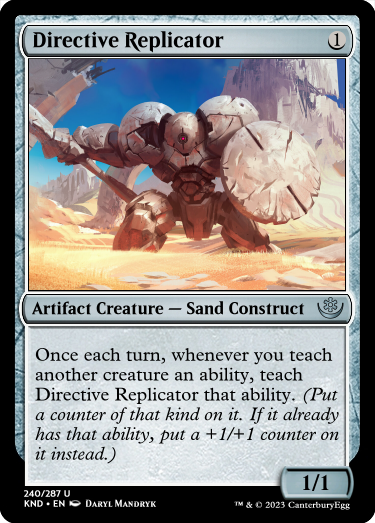 Directive Replicator 1
Artifact Creature — Sand Construct
Once each turn, whenever you teach
another creature an ability, teach
Directive Replicator that ability. (Put
a counter of that kind on it. If it already
has that ability, put a +1/+1 counter on
it instead.)
1/1
240/287 U
KND • EN Daryl Mandryk ™ & © 2023 CanterburyEgg